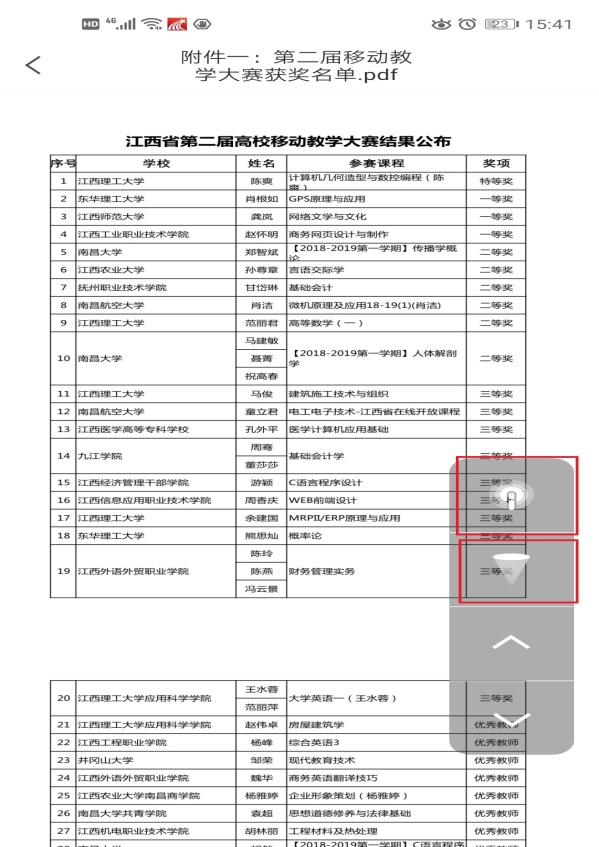 HD 4G 23 15:41
附件一：第二届移动教
学大赛获奖名单.pdf
江西省第二届高校移动教学大赛结果公布
序号 学校 姓名 参赛课程 奖项
1 江西理工大学 陈爽 计算机几何造型与数控编程（陈爽） 特等奖
2 东华理工大学 肖根如 GPS原理与应用 一等奖
3 江西师范大学 龚岚 网络文学与文化 一等奖
4 江西工业职业技术学院 赵怀明 商务网页设计与制作 一等奖
5 南昌大学 郑智斌 【2018-2019第一学期】传播学概论 二等奖
6 江西农业大学 孙尊章 言语交际学 二等奖
7 抚州职业技术学院 甘岱琳 基础会计 二等奖
8 南昌航空大学 肖洁 微机原理及应用18-19(1)(肖洁) 二等奖
9 江西理工大学 范丽君 高等数学（一） 二等奖
10 南昌大学 马建敏 聂菁 祝高春 【2018-2019第一学期】人体解剖学 二等奖
11 江西理工大学 马俊 建筑施工技术与组织 三等奖
12 南昌航空大学 童立君 电工电子技术-江西省在线开放课程 三等奖
13 江西医学高等专科学校 孔外平 医学计算机应用基础 三等奖
14 九江学院 周骞 董莎莎 基础会计学 三等奖
15 江西经济管理干部学院 游颖 C语言程序设计 三等奖
16 江西信息应用职业技术学院 周香庆 WEB前端设计 三等奖
17 江西理工大学 余建国 MRPII/ERP原理与应用 三等奖
18 东华理工大学 熊思灿 概率论 三等奖
19 江西外语外贸职业学院 陈玲 陈燕 冯云景 财务管理实务 三等奖
20 江西理工大学应用科学学院 王水蓉 范丽萍 大学英语一（王水蓉） 三等奖
21 江西理工大学应用科学学院 赵伟卓 房屋建筑学 优秀教师
22 江西工程职业学院 杨峰 综合英语3 优秀教师
23 井冈山大学 邹荣 现代教育技术 优秀教师
24 江西外语外贸职业学院 魏华 商务英语翻译技巧 优秀教师
25 江西农业大学南昌商学院 杨雅婷 企业形象策划（杨雅婷） 优秀教师
26 南昌大学共青学院 袁超 思想道德修养与法律基础 优秀教师
27 江西机电职业技术学院 胡林丽 工程材料及热处理 优秀教师
【2018-2019第一学期】C语言程序